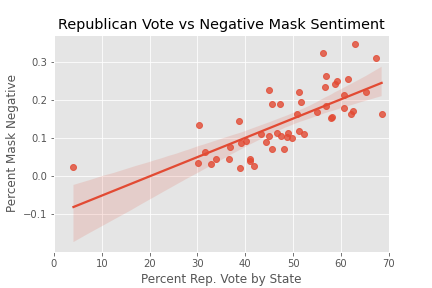 Republican Vote vs Negative Mask Sentiment
Percent Mask Negative
0.3
0.2
0.1
0.0
−0.1
0 10 20 30 40 50 60 70
Percent Rep. Vote by State